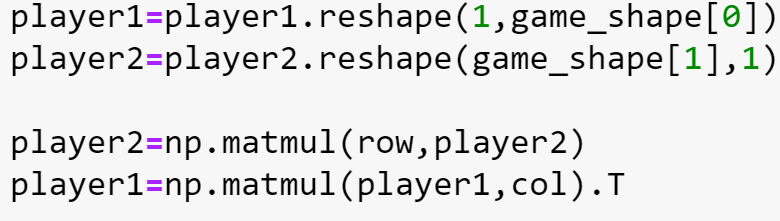 player1=player1.reshape(1,game_shape[0])
player2=player2.reshape(game_shape[1],1)
player2=np.matmul(row,player2)
player1=np.matmul(player1,col).T